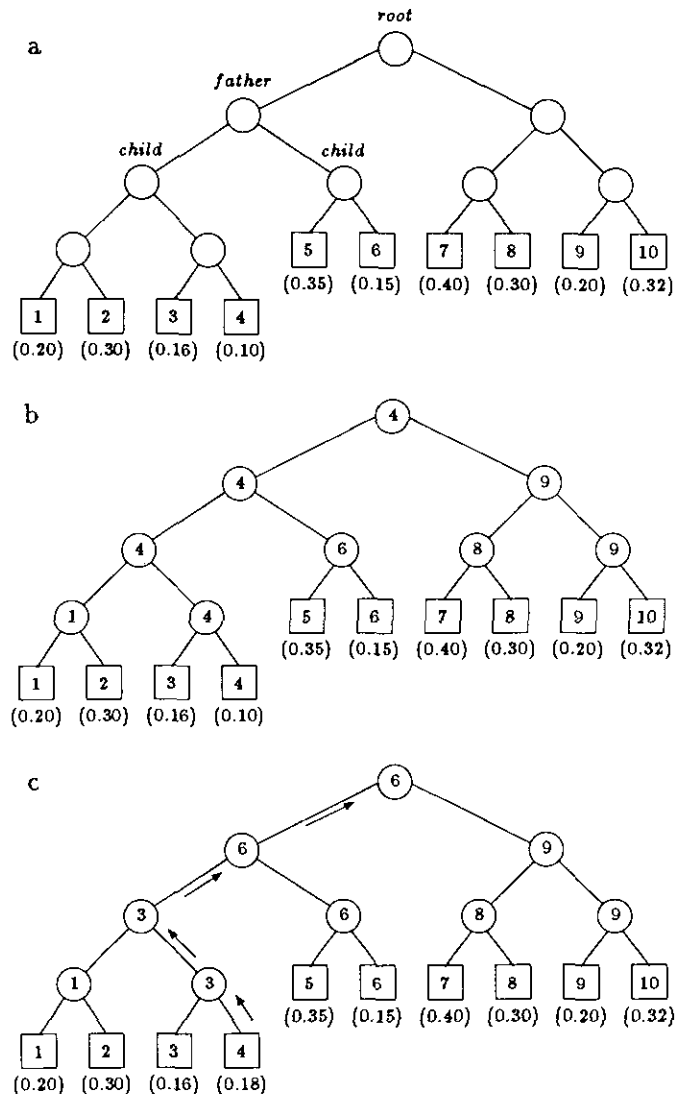 root
a
father
child child
5 6 7 8 9 10
(0.35) (0.15) (0.40) (0.30) (0.20) (0.32)
1 2 3 4
(0.20) (0.30) (0.16) (0.10)
b
4
4 9
4 6 8 9
1 4 5 6 7 8 9 10
(0.35) (0.15) (0.40) (0.30) (0.20) (0.32)
1 2 3 4
(0.20) (0.30) (0.16) (0.10)
c
6
6 9
3 6 8 9
1 3 5 6 7 8 9 10
(0.35) (0.15) (0.40) (0.30) (0.20) (0.32)
1 2 3 4
(0.20) (0.30) (0.16) (0.18)